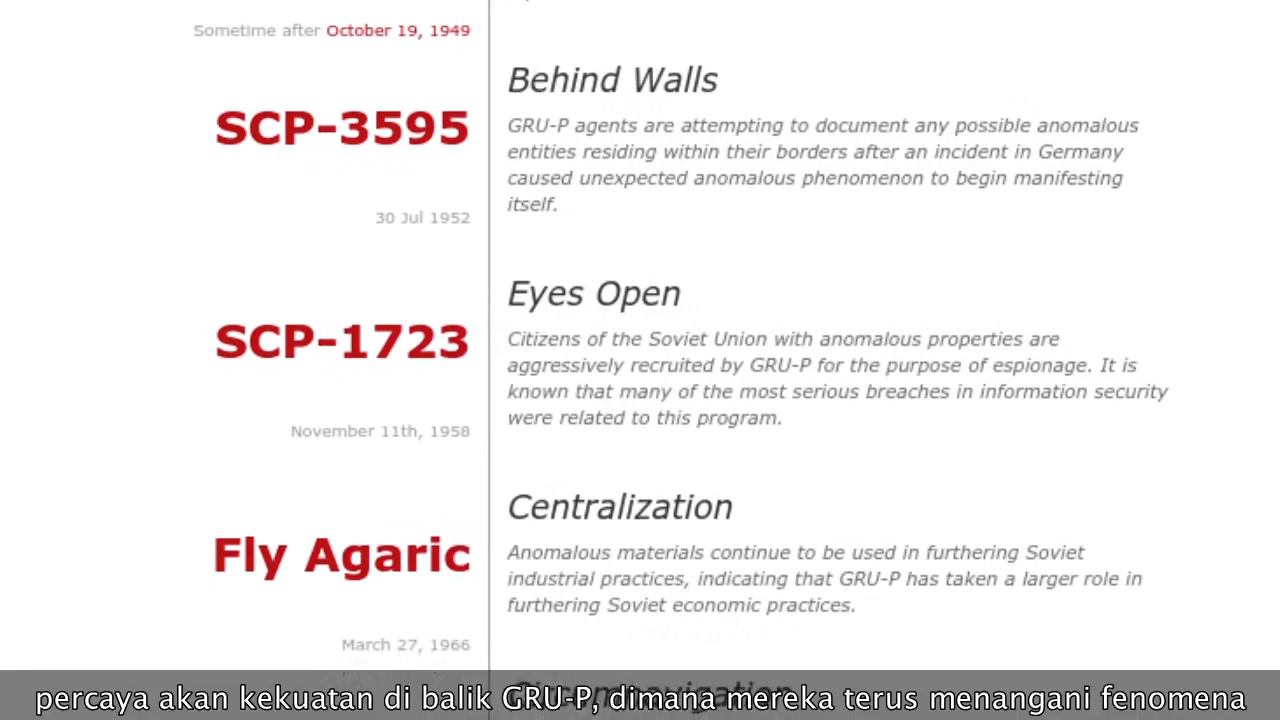 Sometime after October 19, 1949
Behind Walls
SCP-3595
GRU-P agents are attempting to document any possible anomalous
entities residing within their borders after an incident in Germany
caused unexpected anomalous phenomenon to begin manifesting
itself.
30 Jul 1952
Eyes Open
SCP-1723
Citizens of the Soviet Union with anomalous properties are
aggressively recruited by GRU-P for the purpose of espionage. It is
known that many of the most serious breaches in information security
were related to this program.
November 11th, 1958
Centralization
Fly Agaric
Anomalous materials continue to be used in furthering Soviet
industrial practices, indicating that GRU-P has taken a larger role in
furthering Soviet economic practices.
March 27, 1966
percaya akan kekuatan di balik GRU-P, dimana mereka terus menangani fenomena